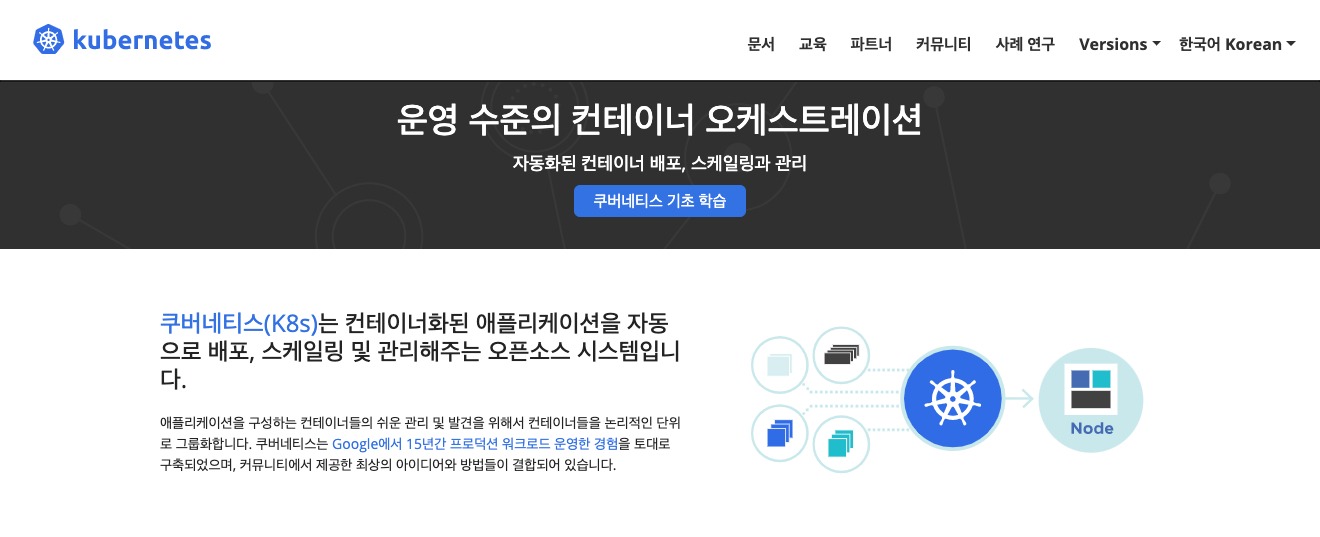 kubernetes
문서 교육 파트너 커뮤니티 사례 연구 Versions 한국어 Korean
운영 수준의 컨테이너 오케스트레이션
자동화된 컨테이너 배포, 스케일링과 관리
쿠버네티스 기초 학습
쿠버네티스(K8s)는 컨테이너화된 애플리케이션을 자동
으로 배포, 스케일링 및 관리해주는 오픈소스 시스템입니
다.
애플리케이션을 구성하는 컨테이너들의 쉬운 관리 및 발견을 위해서 컨테이너들을 논리적인 단위
로 그룹화합니다. 쿠버네티스는 Google에서 15년간 프로덕션 워크로드 운영한 경험을 토대로
구축되었으며, 커뮤니티에서 제공한 최상의 아이디어와 방법들이 결합되어 있습니다.
Node